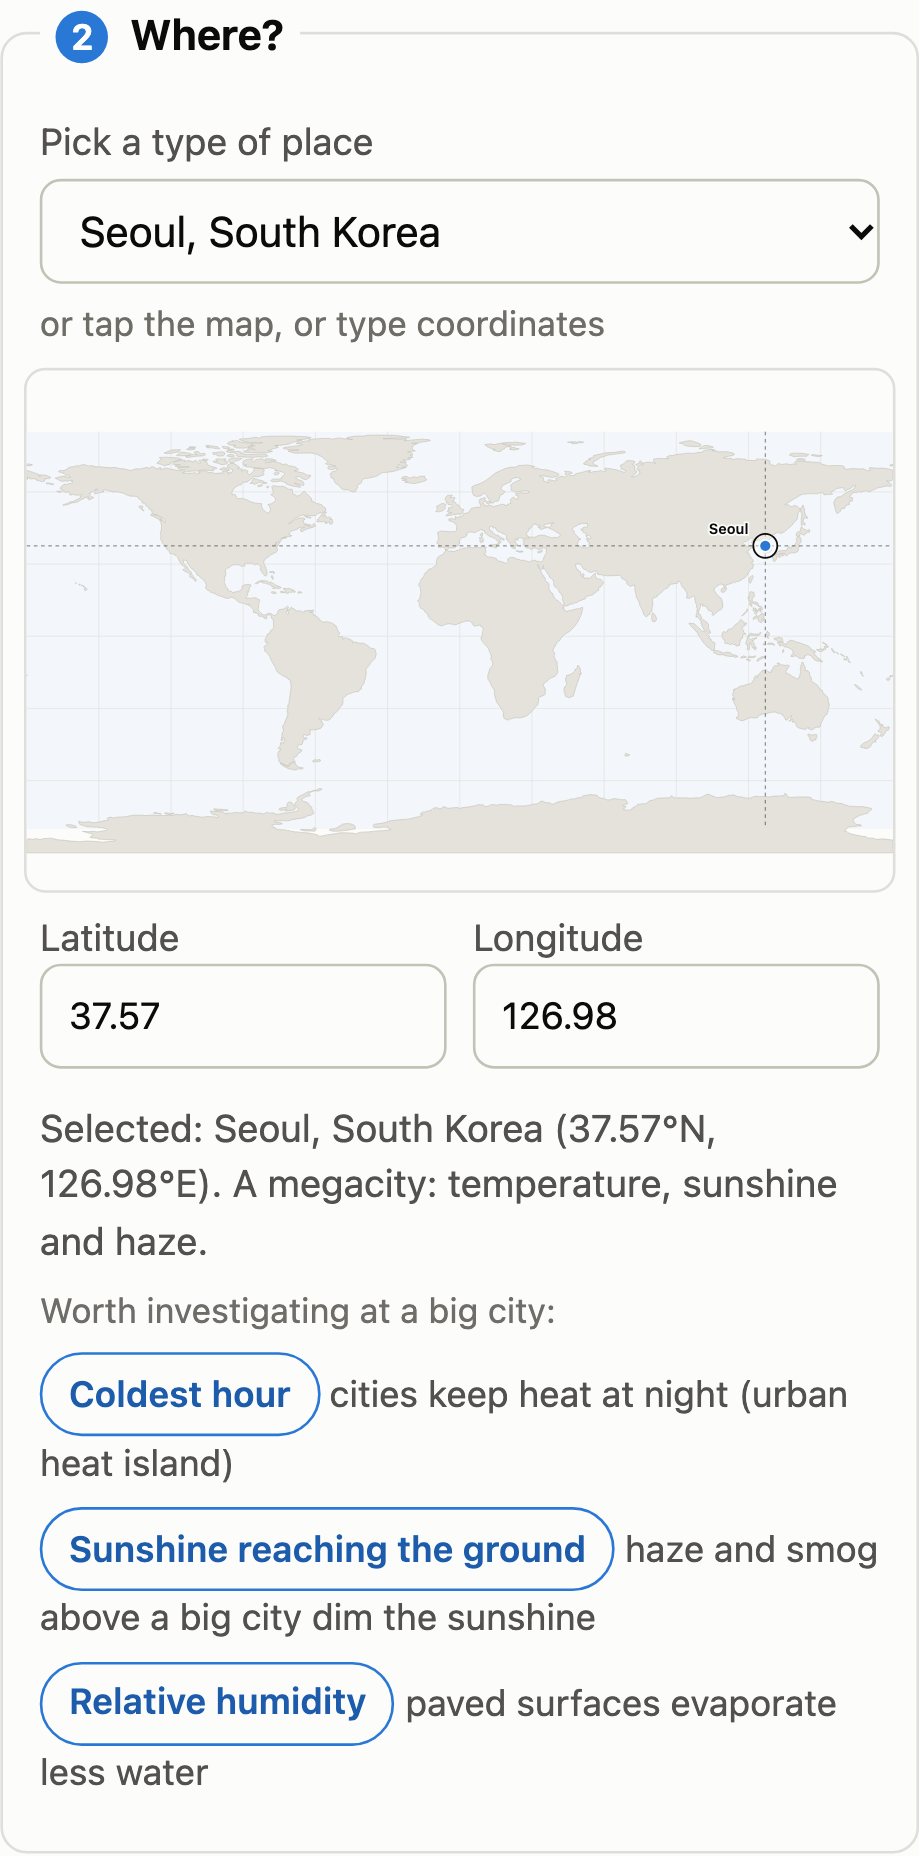 2 Where?
Pick a type of place
Seoul, South Korea
or tap the map, or type coordinates
Seoul
Latitude Longitude
37.57 126.98
Selected: Seoul, South Korea (37.57°N,
126.98°E). A megacity: temperature, sunshine
and haze.
Worth investigating at a big city:
Coldest hour cities keep heat at night (urban
heat island)
Sunshine reaching the ground haze and smog
above a big city dim the sunshine
Relative humidity paved surfaces evaporate
less water